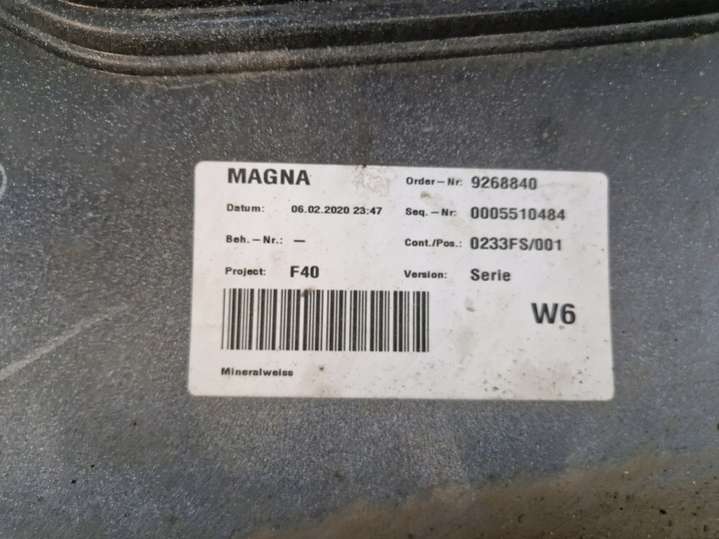 MAGNA Order-Nr: 9268840
Datum: 06.02.2020 23:47 Seq.-Nr: 0005510484
Beh.-Nr.: — Cont./Pos.: 0233FS/001
Project: F40 Version: Serie
W6
Mineralweiss